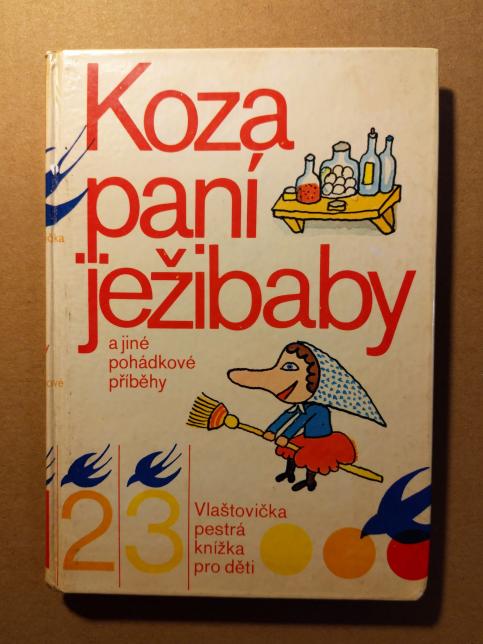 Koza
paní
ježibaby
a jiné
pohádkové
příběhy
2 3
Vlaštovička
pestrá
knížka
pro děti